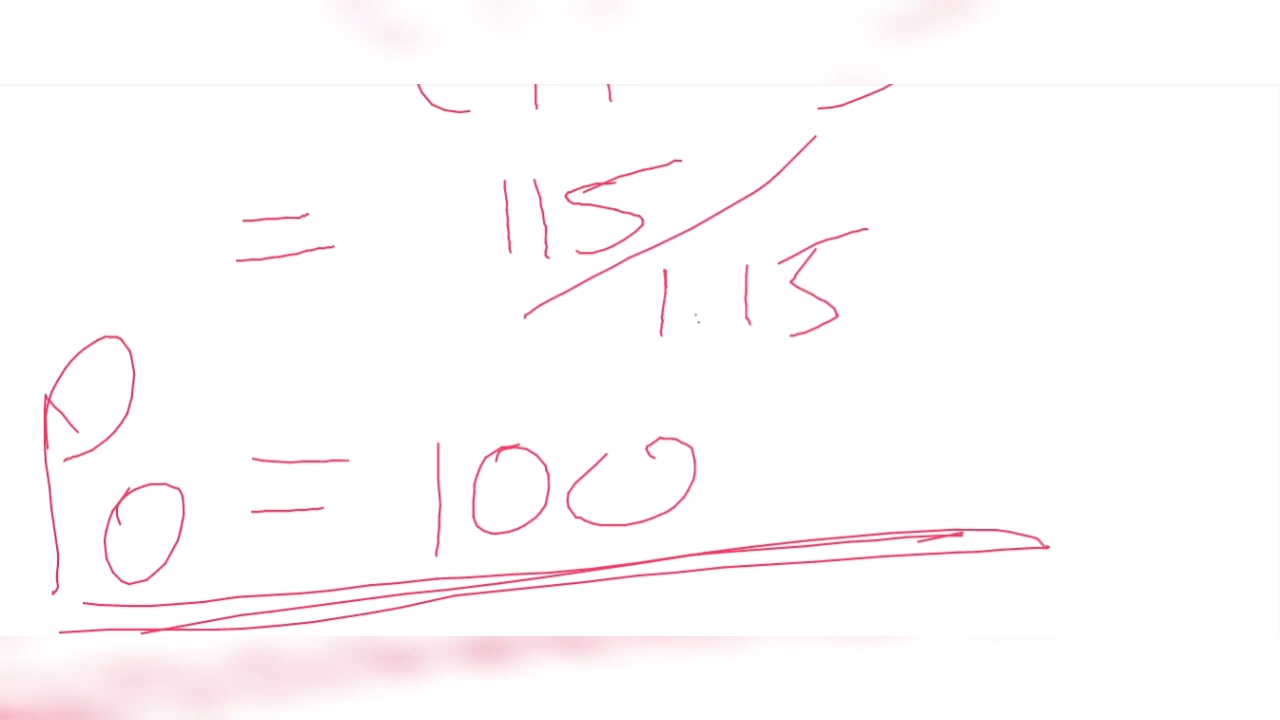 = 115/1.15
P₀ = 100